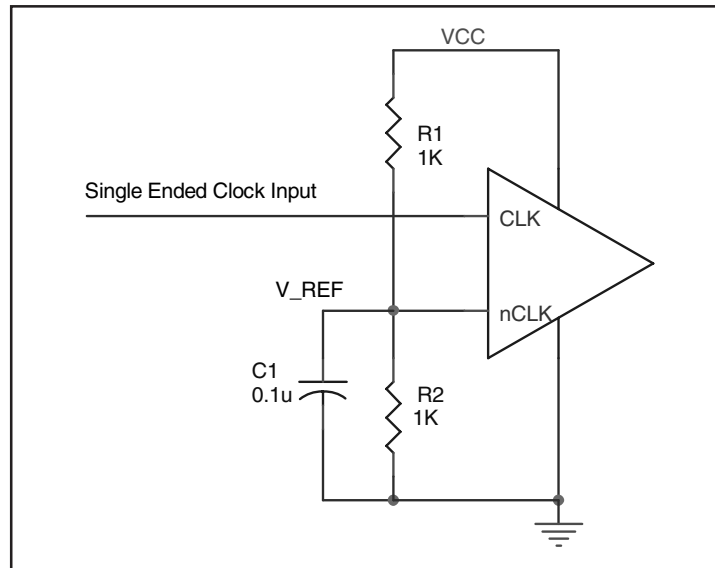 VCC
R1
1K
Single Ended Clock Input
CLK
V_REF
nCLK
C1
0.1u
R2
1K